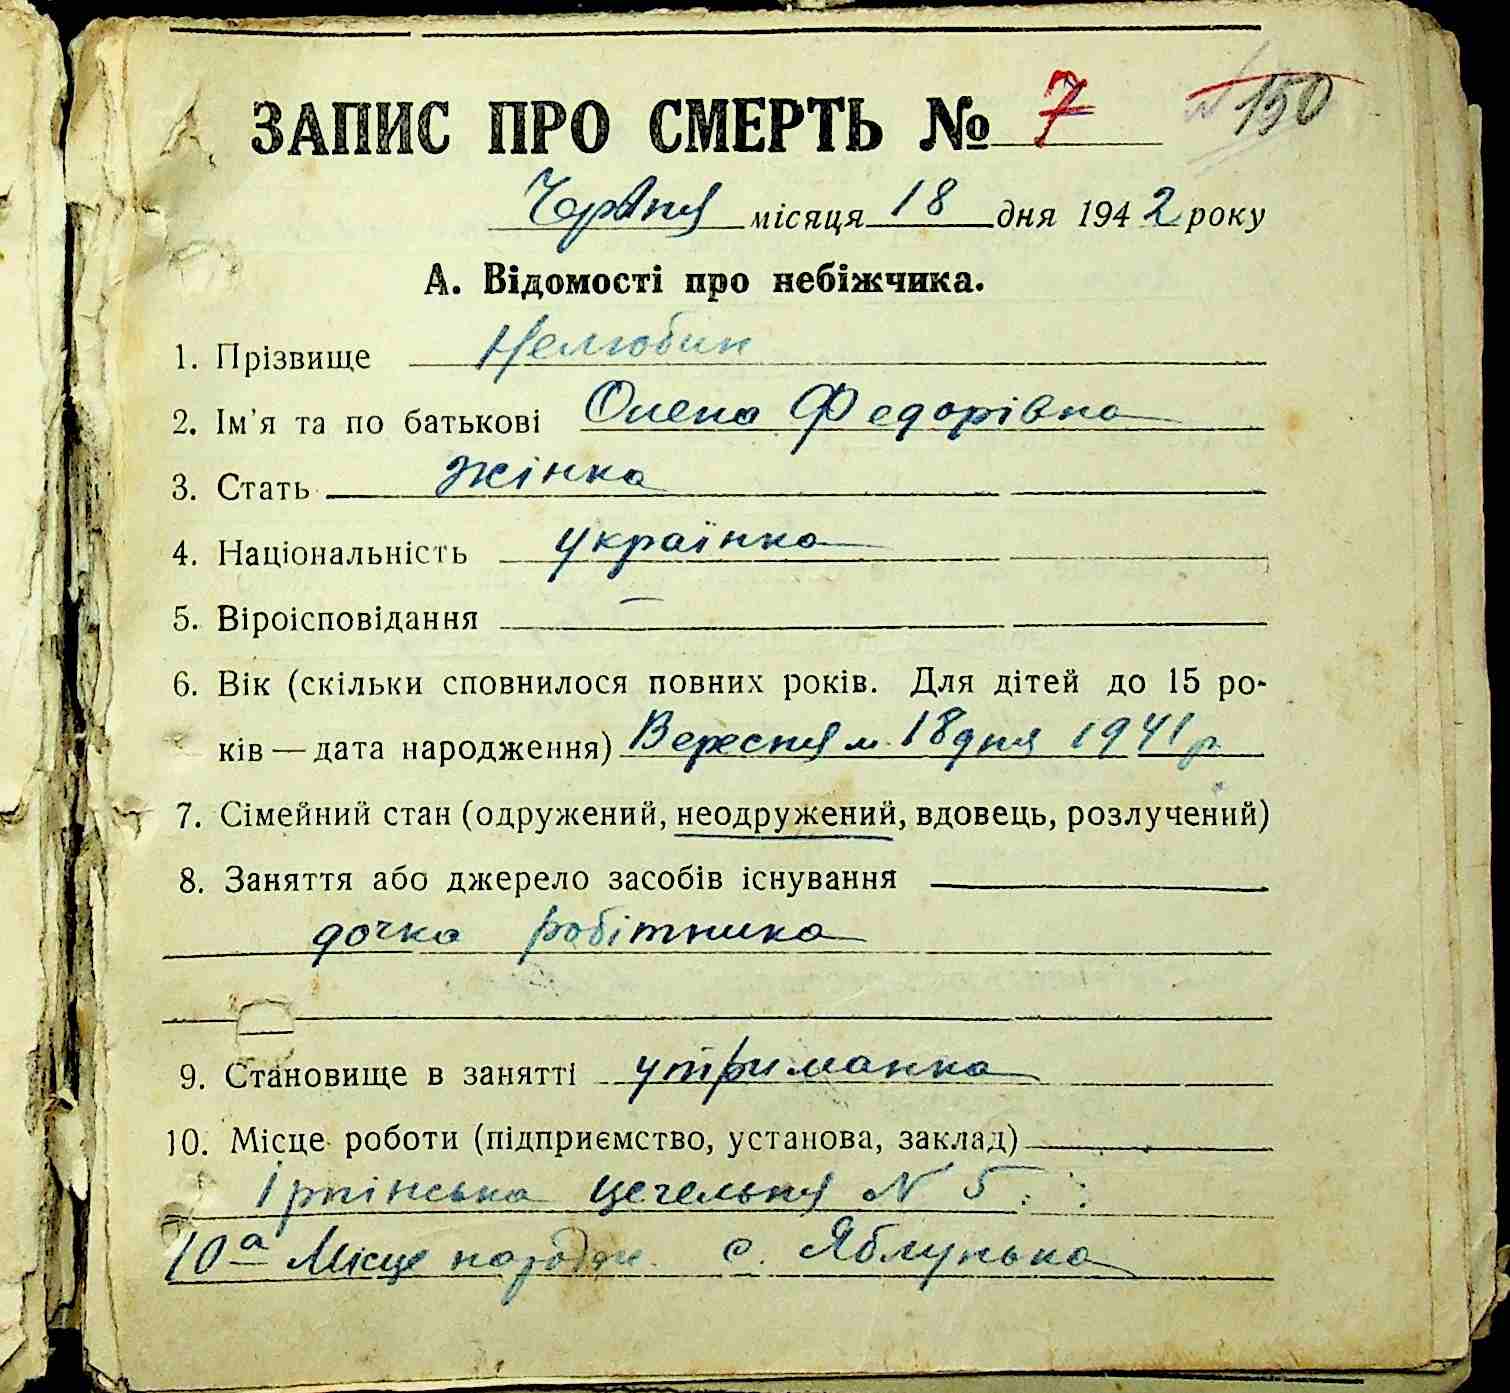 ЗАПИС ПРО СМЕРТЬ № 7 N 150
Червня місяця 18 дня 1942 року
А. Відомості про небіжчика.
1. Прізвище Нелюбин
2. Ім'я та по батькові Олена Федорівна
3. Стать жінка
4. Національність українка
5. Віроісповідання —
6. Вік (скільки сповнилося повних років. Для дітей до 15 ро-
ків — дата народження) Вересня м. 18 дня 1941 р
7. Сімейний стан (одружений, неодружений, вдовець, розлучений)
8. Заняття або джерело засобів існування
дочка робітника
9. Становище в занятті утриманка
10. Місце роботи (підприємство, установа, заклад)
Ірпінська цегельня N 5.
10а Місце народж. с. Яблунька